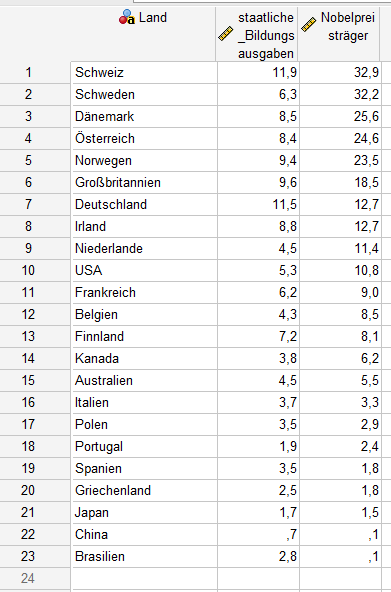 Land staatliche Nobelpreis
_Bildungs träger
ausgaben
1 Schweiz 11,9 32,9
2 Schweden 6,3 32,2
3 Dänemark 8,5 25,6
4 Österreich 8,4 24,6
5 Norwegen 9,4 23,5
6 Großbritannien 9,6 18,5
7 Deutschland 11,5 12,7
8 Irland 8,8 12,7
9 Niederlande 4,5 11,4
10 USA 5,3 10,8
11 Frankreich 6,2 9,0
12 Belgien 4,3 8,5
13 Finnland 7,2 8,1
14 Kanada 3,8 6,2
15 Australien 4,5 5,5
16 Italien 3,7 3,3
17 Polen 3,5 2,9
18 Portugal 1,9 2,4
19 Spanien 3,5 1,8
20 Griechenland 2,5 1,8
21 Japan 1,7 1,5
22 China ,7 ,1
23 Brasilien 2,8 ,1
24